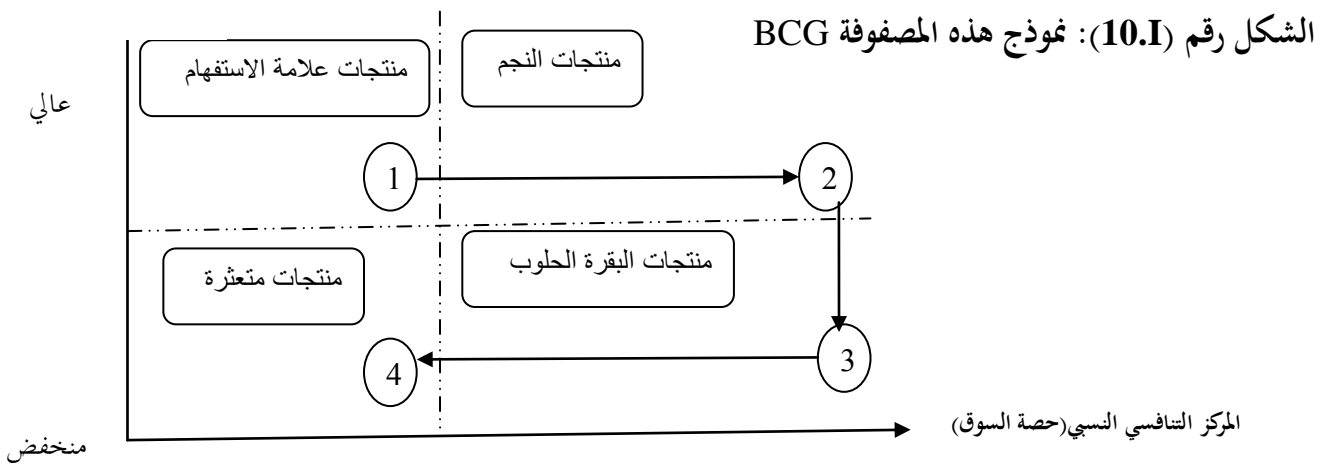 الشكل رقم (10.I): نموذج هذه المصفوفة BCG
منتجات النجم
منتجات علامة الاستفهام
عالي
2
1
منتجات البقرة الحلوب
منتجات متعثرة
3
4
المركز التنافسي النسبي(حصة السوق)
منخفض